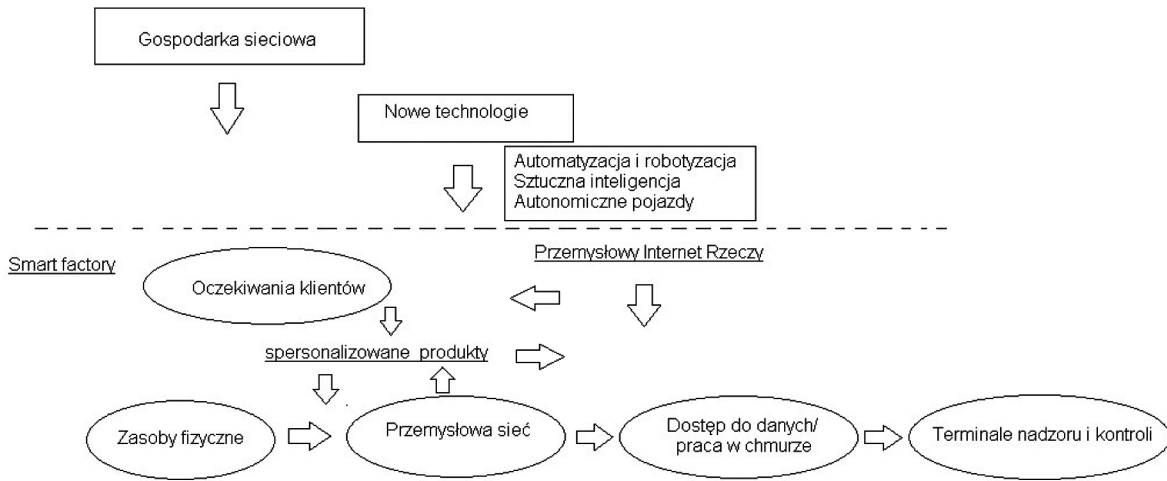 Gospodarka sieciowa
Nowe technologie
Automatyzacja i robotyzacja
Sztuczna inteligencja
Autonomiczne pojazdy
Smart factory
Przemysłowy Internet Rzeczy
Oczekiwania klientów
spersonalizowane produkty
Zasoby fizyczne
Przemysłowa sieć
Dostęp do danych/
praca w chmurze
Terminale nadzoru i kontroli